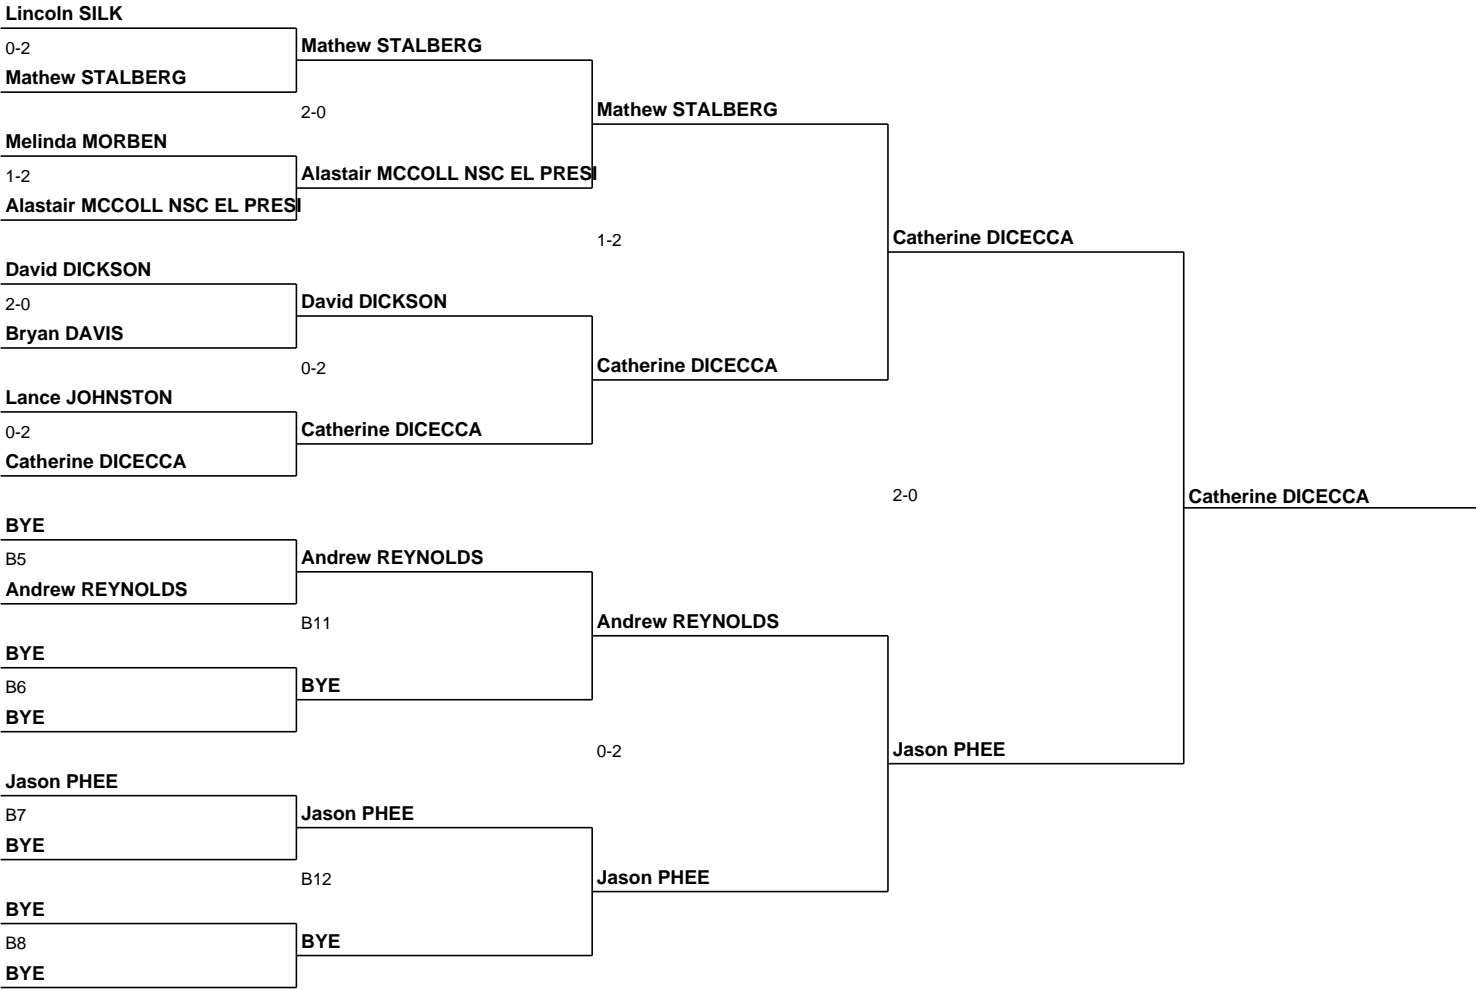 Lincoln SILK
0-2
Mathew STALBERG
Mathew STALBERG
2-0
Mathew STALBERG
Melinda MORBEN
1-2
Alastair MCCOLL NSC EL PRESI
Alastair MCCOLL NSC EL PRESI
1-2
Catherine DICECCA
David DICKSON
2-0
David DICKSON
Bryan DAVIS
0-2
Catherine DICECCA
Lance JOHNSTON
0-2
Catherine DICECCA
Catherine DICECCA
2-0
Catherine DICECCA
BYE
B5
Andrew REYNOLDS
Andrew REYNOLDS
B11
Andrew REYNOLDS
BYE
B6
BYE
BYE
0-2
Jason PHEE
Jason PHEE
B7
Jason PHEE
BYE
B12
Jason PHEE
BYE
B8
BYE
BYE